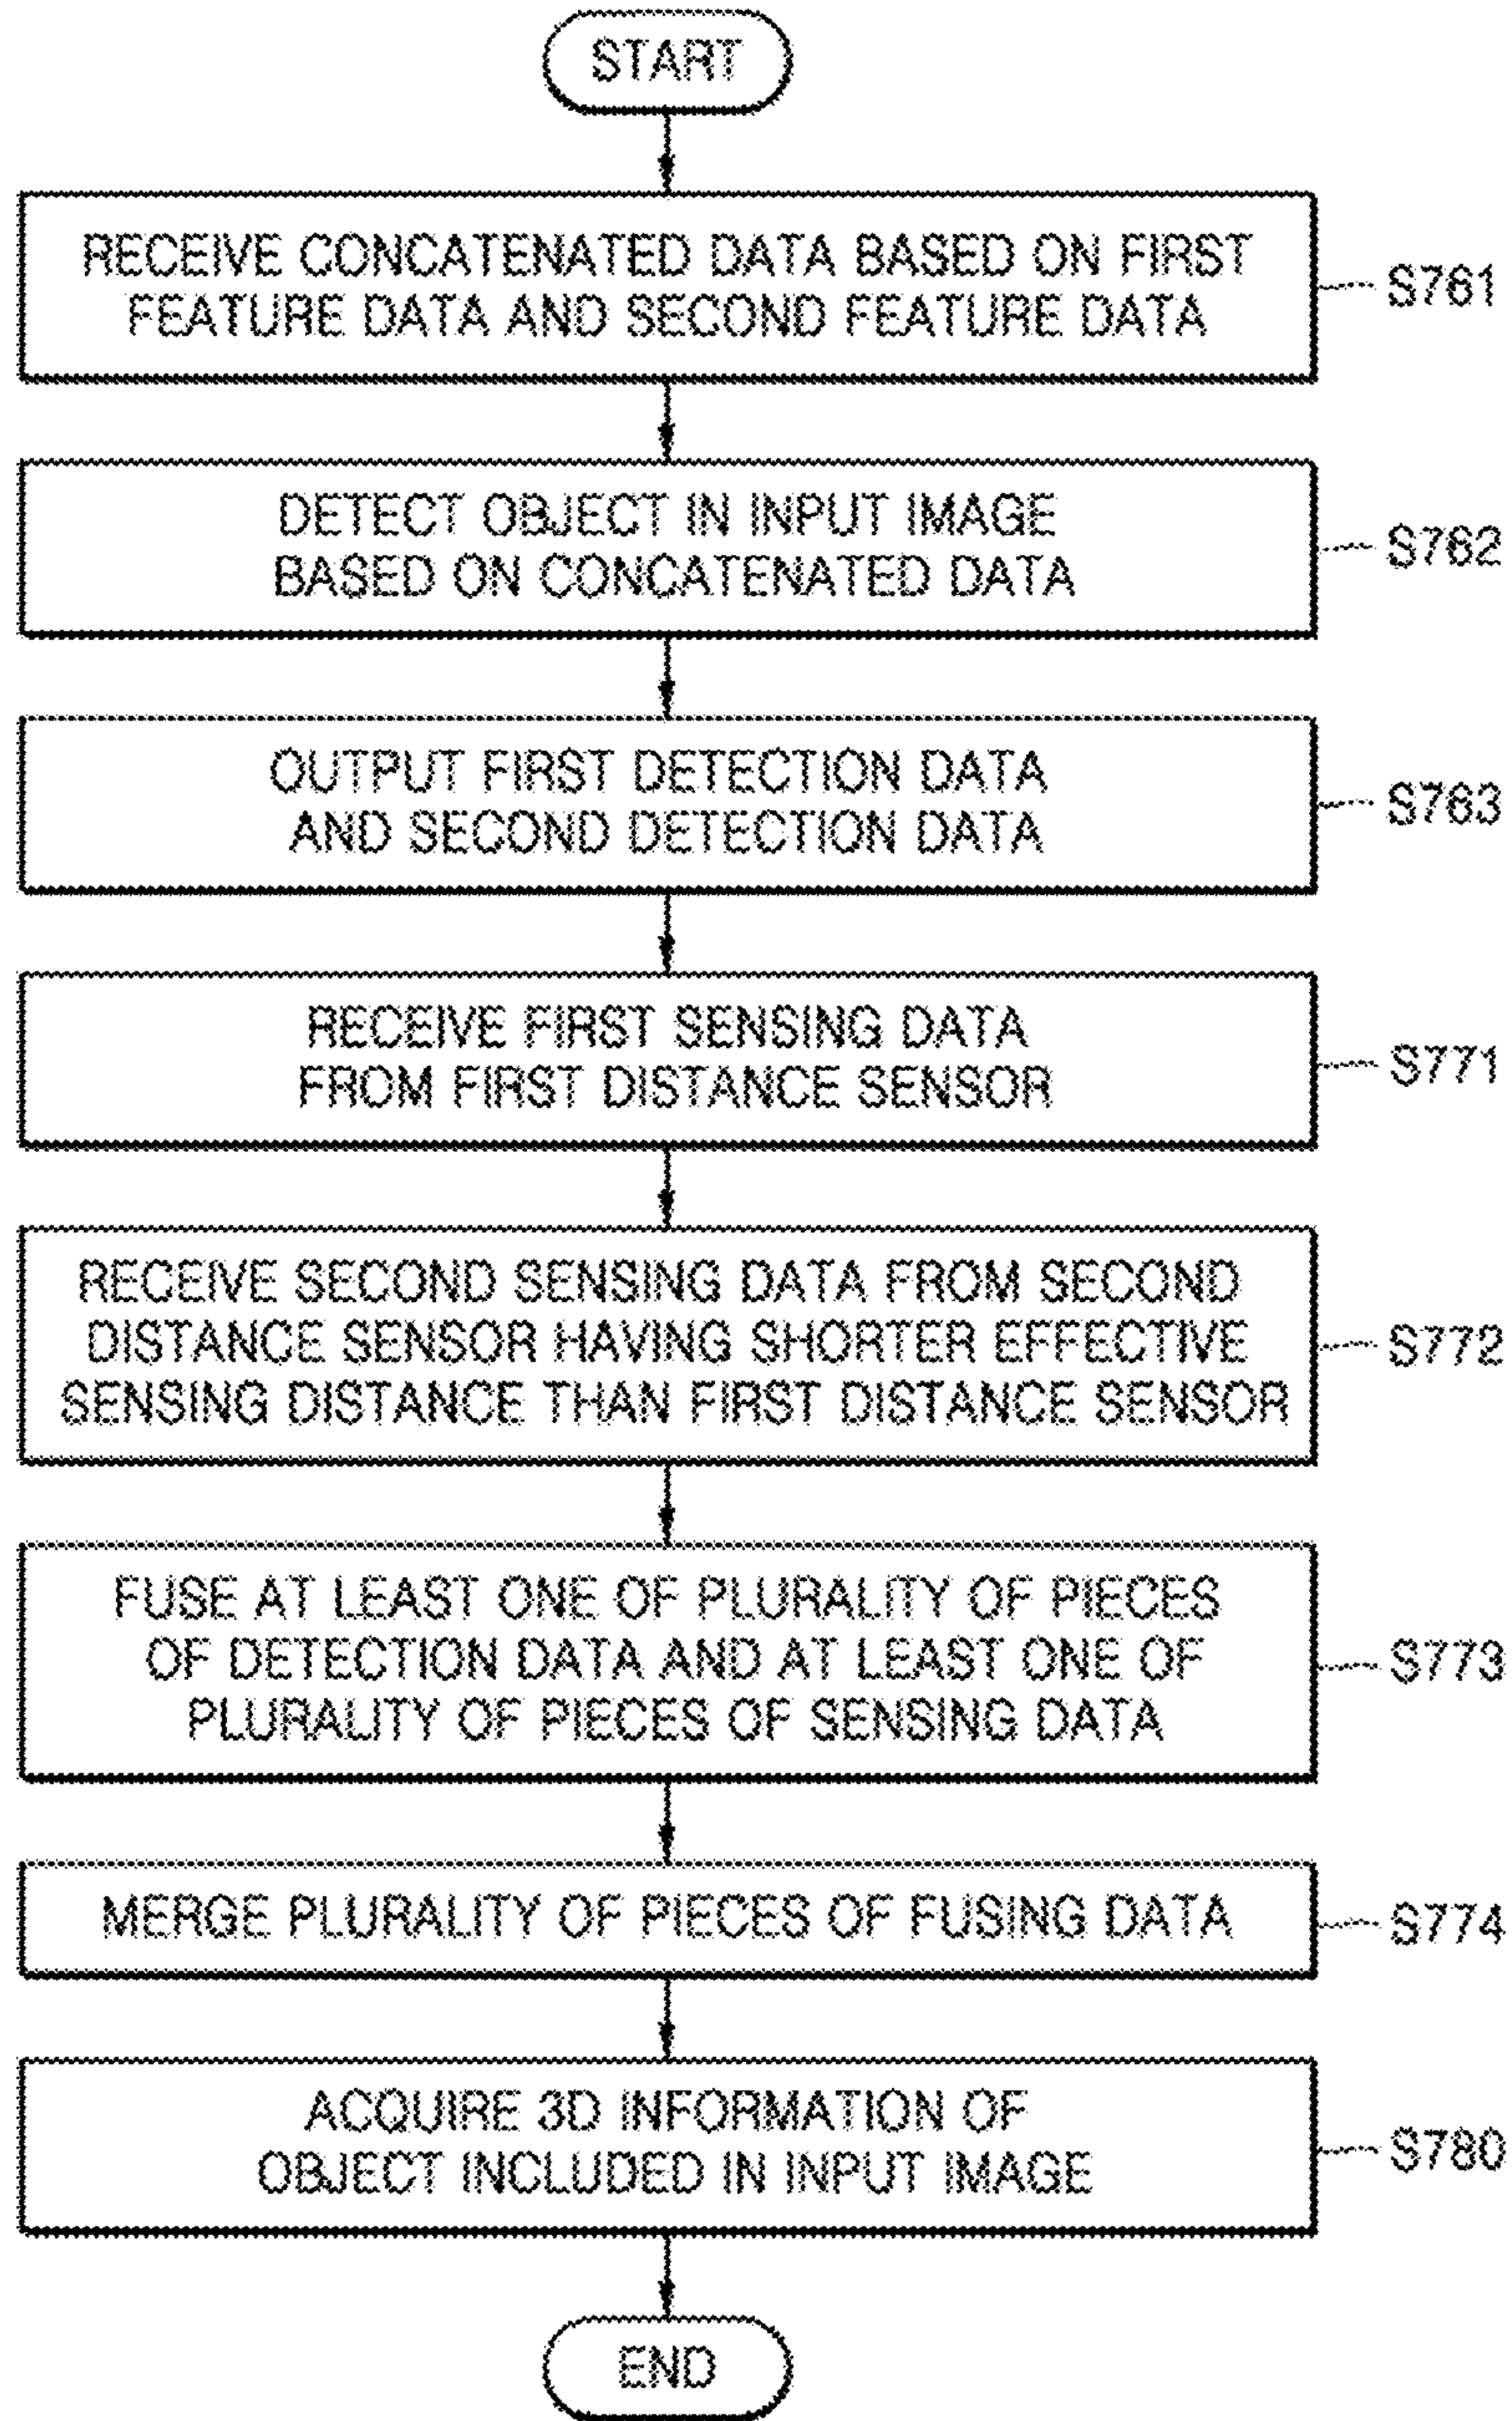 START
RECEIVE CONCATENATED DATA BASED ON FIRST
FEATURE DATA AND SECOND FEATURE DATA
S761
DETECT OBJECT IN INPUT IMAGE
BASED ON CONCATENATED DATA
S762
OUTPUT FIRST DETECTION DATA
AND SECOND DETECTION DATA
S763
RECEIVE FIRST SENSING DATA
FROM FIRST DISTANCE SENSOR
S771
RECEIVE SECOND SENSING DATA FROM SECOND
DISTANCE SENSOR HAVING SHORTER EFFECTIVE
SENSING DISTANCE THAN FIRST DISTANCE SENSOR
S772
FUSE AT LEAST ONE OF PLURALITY OF PIECES
OF DETECTION DATA AND AT LEAST ONE OF
PLURALITY OF PIECES OF SENSING DATA
S773
MERGE PLURALITY OF PIECES OF FUSING DATA
S774
ACQUIRE 3D INFORMATION OF
OBJECT INCLUDED IN INPUT IMAGE
S780
END